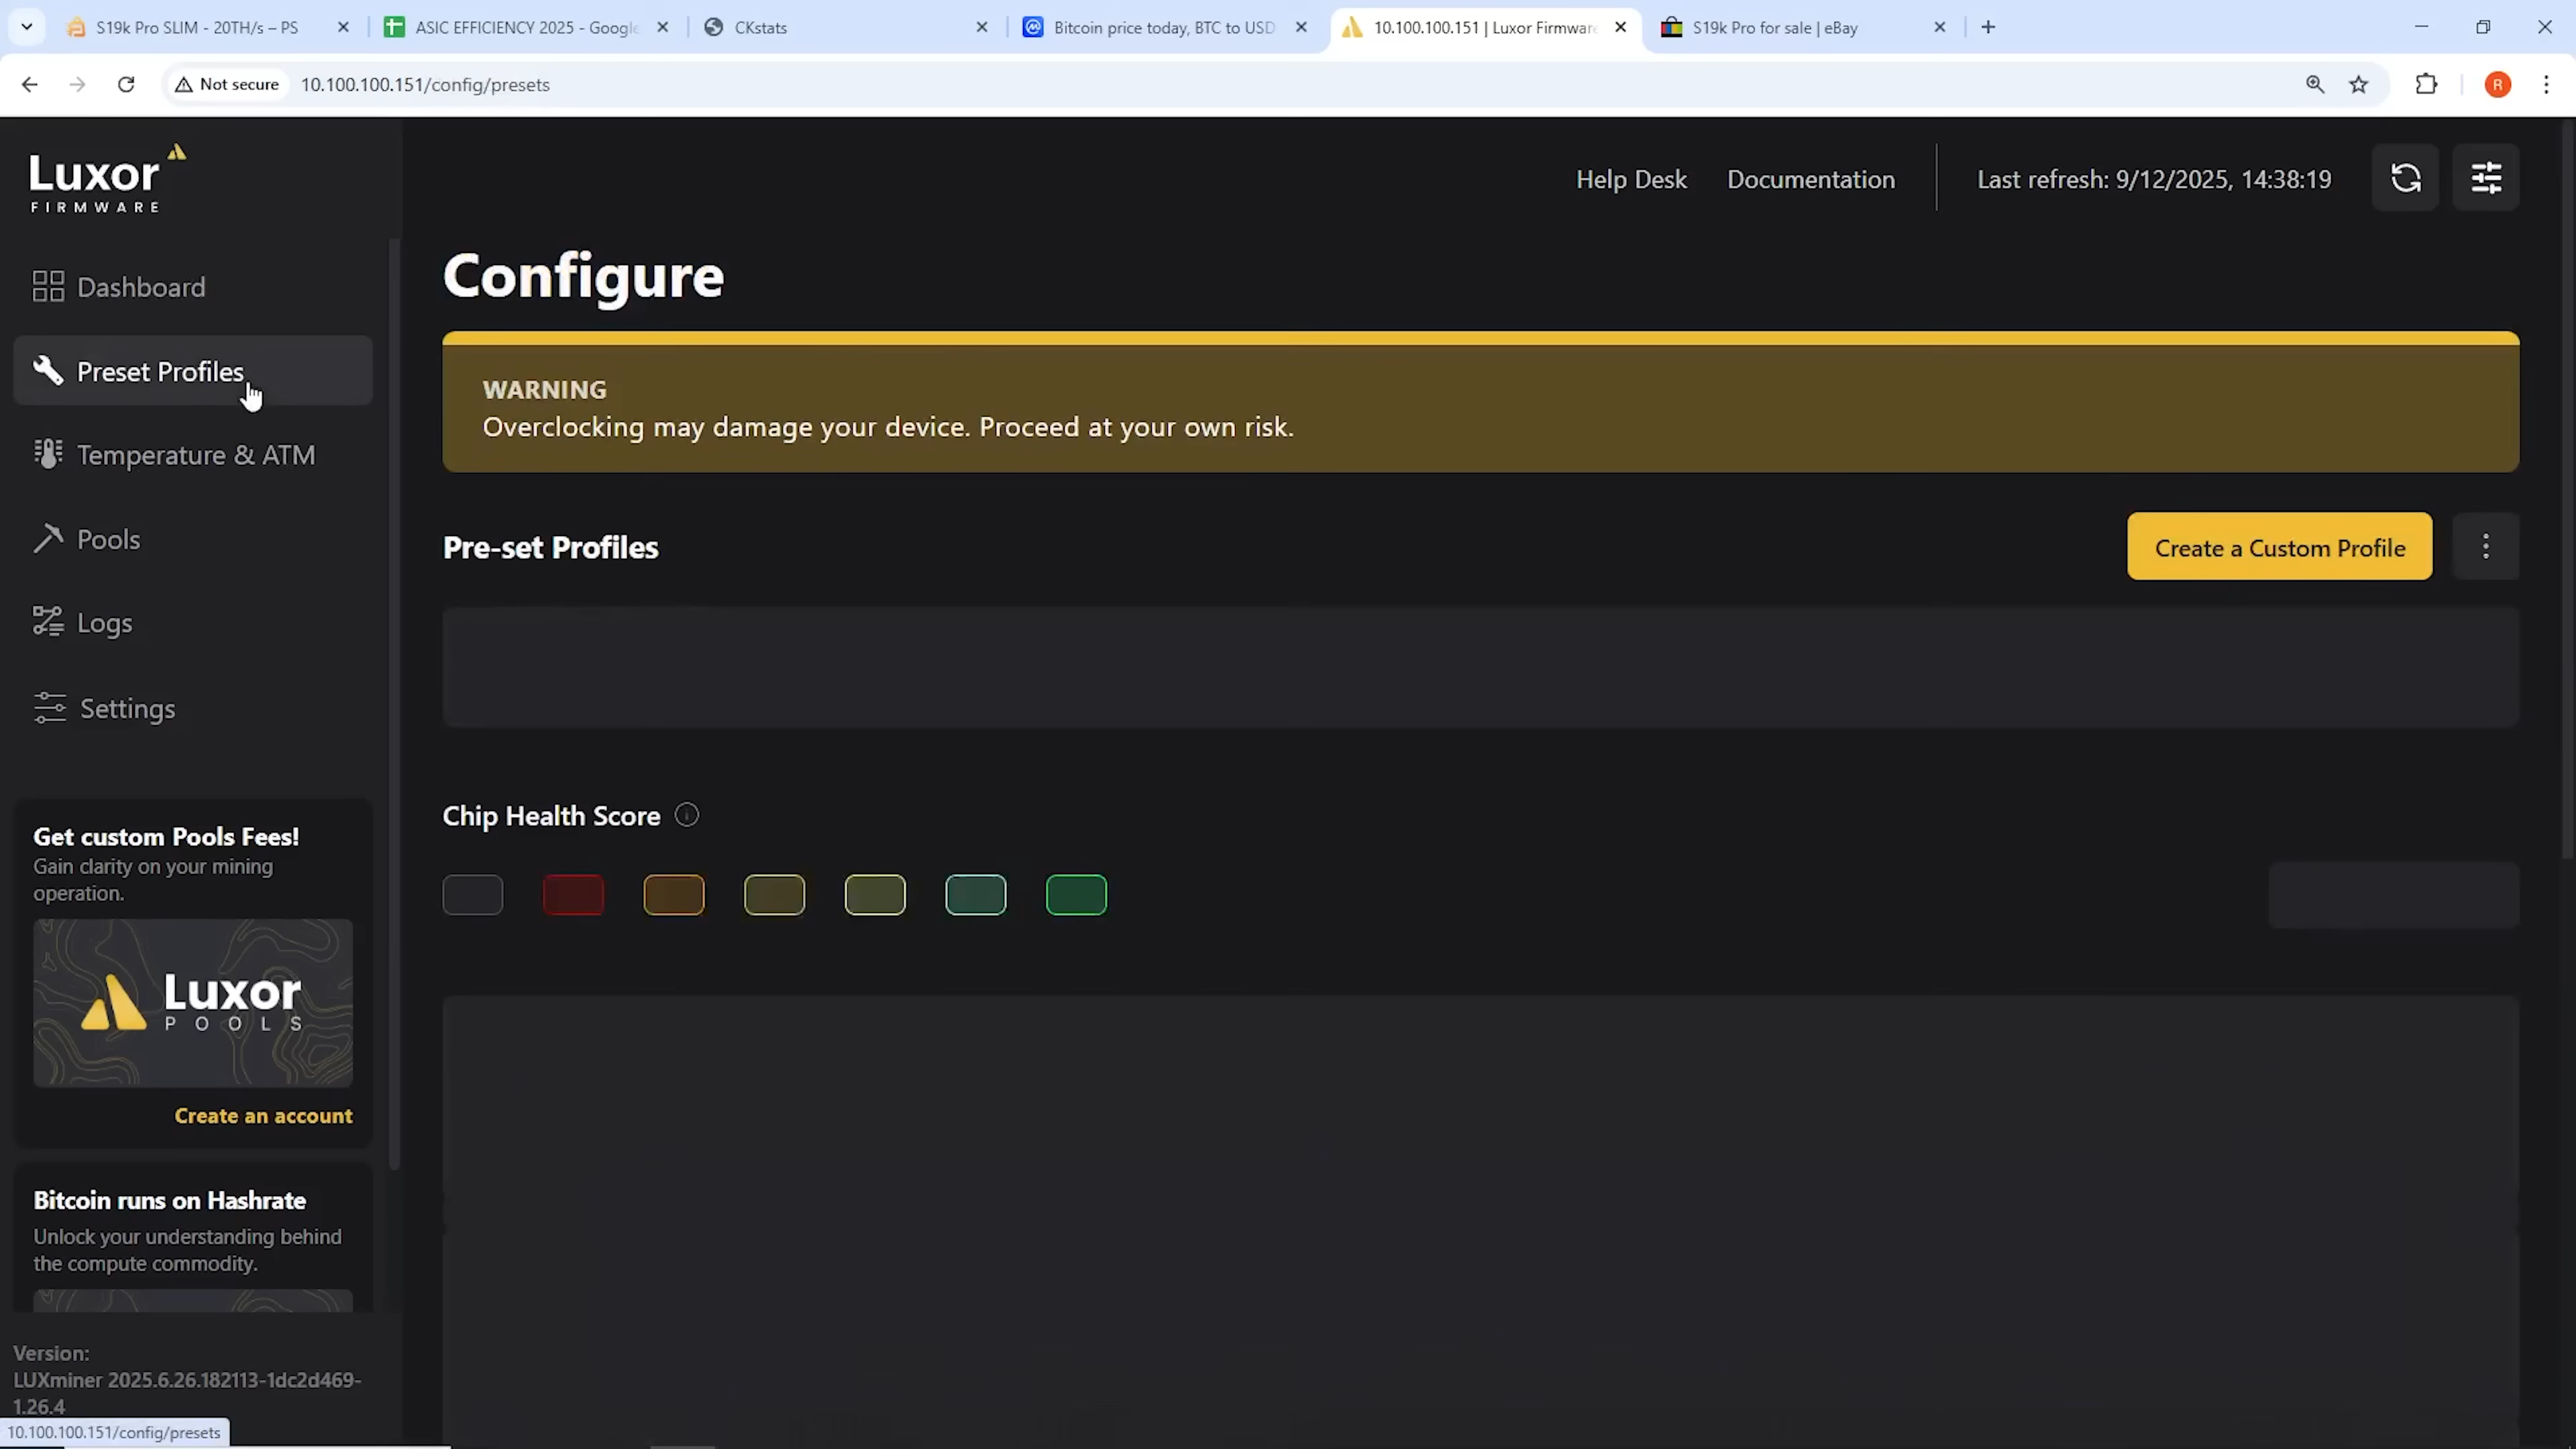 S19k Pro SLIM - 20TH/s – PS
ASIC EFFICIENCY 2025 - Google
CKstats
Bitcoin price today, BTC to USD
10.100.100.151 | Luxor Firmware
S19k Pro for sale | eBay
Not secure
10.100.100.151/config/presets
R
Luxor
FIRMWARE
Help Desk
Documentation
Last refresh: 9/12/2025, 14:38:19
Dashboard
Preset Profiles
Temperature & ATM
Pools
Logs
Settings
Get custom Pools Fees!
Gain clarity on your mining
operation.
Luxor
POOLS
Create an account
Bitcoin runs on Hashrate
Unlock your understanding behind
the compute commodity.
Version:
LUXminer 2025.6.26.182113-1dc2d469-
1.26.4
10.100.100.151/config/presets
Configure
WARNING
Overclocking may damage your device. Proceed at your own risk.
Pre-set Profiles
Create a Custom Profile
Chip Health Score